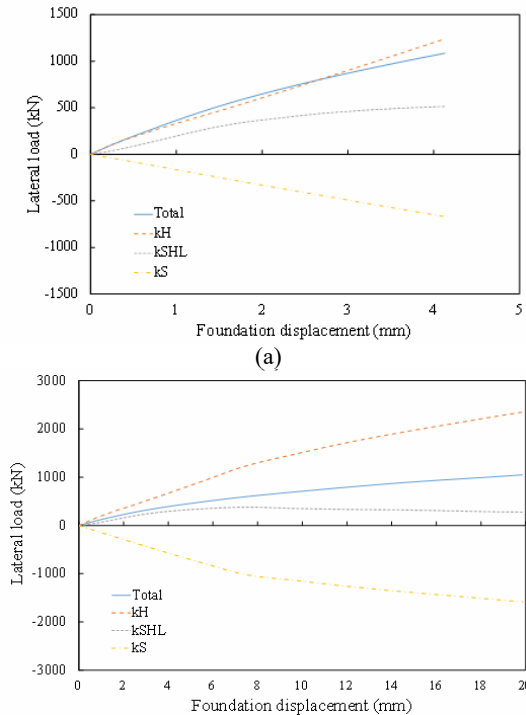 1500
1000
500
0
-500
-1000
-1500
Lateral load (kN)
Total
kH
kSHL
kS
0 1 2 3 4 5
Foundation displacement (mm)
(a)
3000
2000
1000
0
-1000
-2000
-3000
Lateral load (kN)
Total
kH
kSHL
kS
0 2 4 6 8 10 12 14 16 18 20
Foundation displacement (mm)